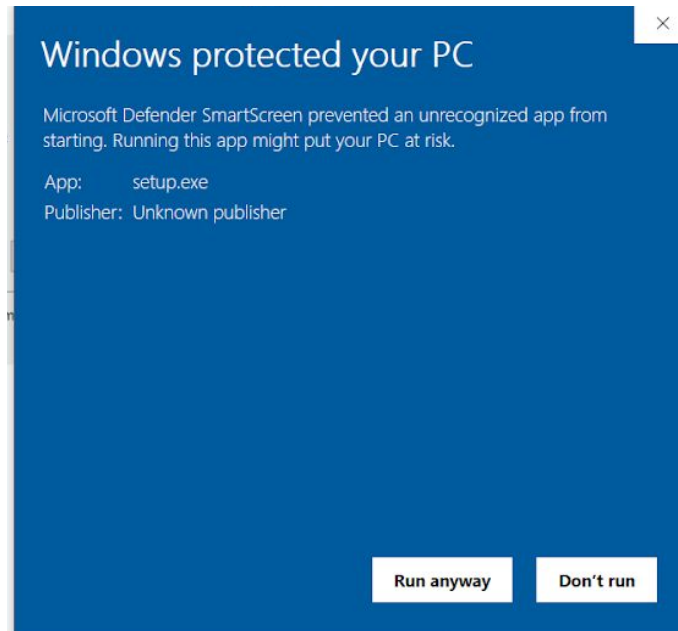 Windows protected your PC
Microsoft Defender SmartScreen prevented an unrecognized app from
starting. Running this app might put your PC at risk.
App: setup.exe
Publisher: Unknown publisher
Run anyway Don't run